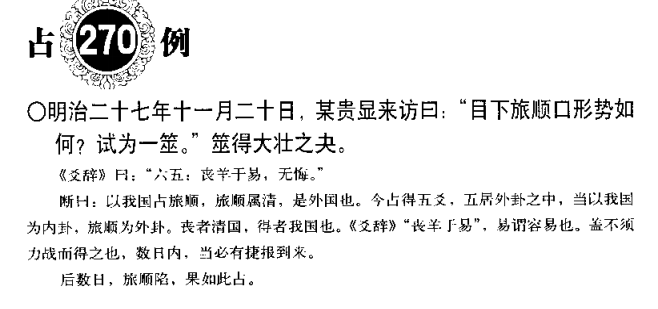 占270例
〇明治二十七年十一月二十日，某贵显来访曰：“目下旅顺口形势如
何？试为一筮。”筮得大壮之夬。
《爻辞》曰：“六五：丧羊于易，无悔。”
断曰：以我国占旅顺，旅顺属清，是外国也。今占得五爻，五居外卦之中，当以我国
为内卦，旅顺为外卦。丧者清国，得者我国也。《爻辞》“丧羊于易”，易谓容易也。盖不须
力战而得之也，数日内，当必有捷报到来。
后数日，旅顺陷，果如此占。